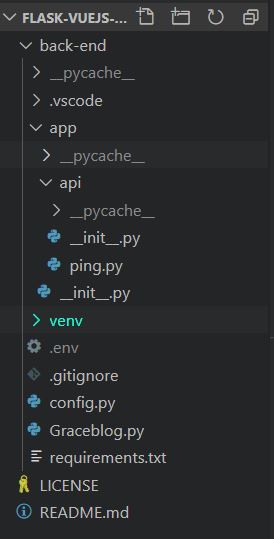 FLASK-VUEJS-...
back-end
__pycache__
.vscode
app
__pycache__
api
__pycache__
__init__.py
ping.py
__init__.py
venv
.env
.gitignore
config.py
Graceblog.py
requirements.txt
LICENSE
README.md